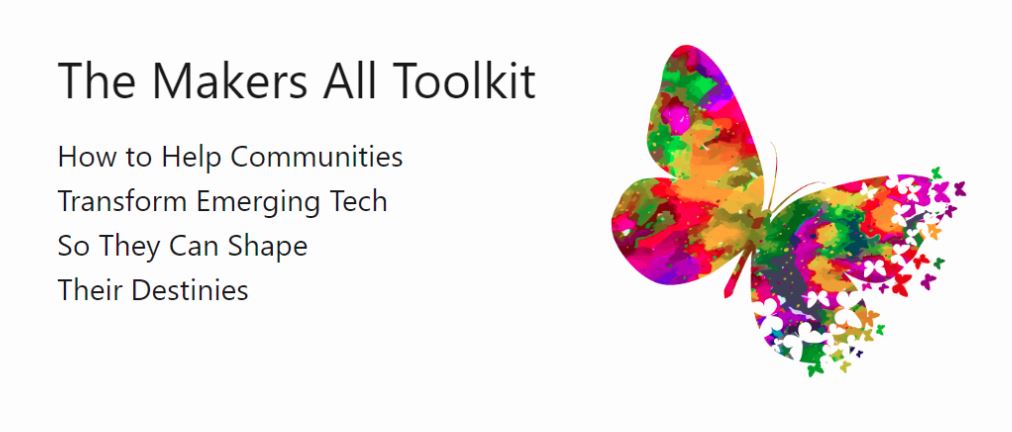 The Makers All Toolkit
How to Help Communities
Transform Emerging Tech
So They Can Shape
Their Destinies